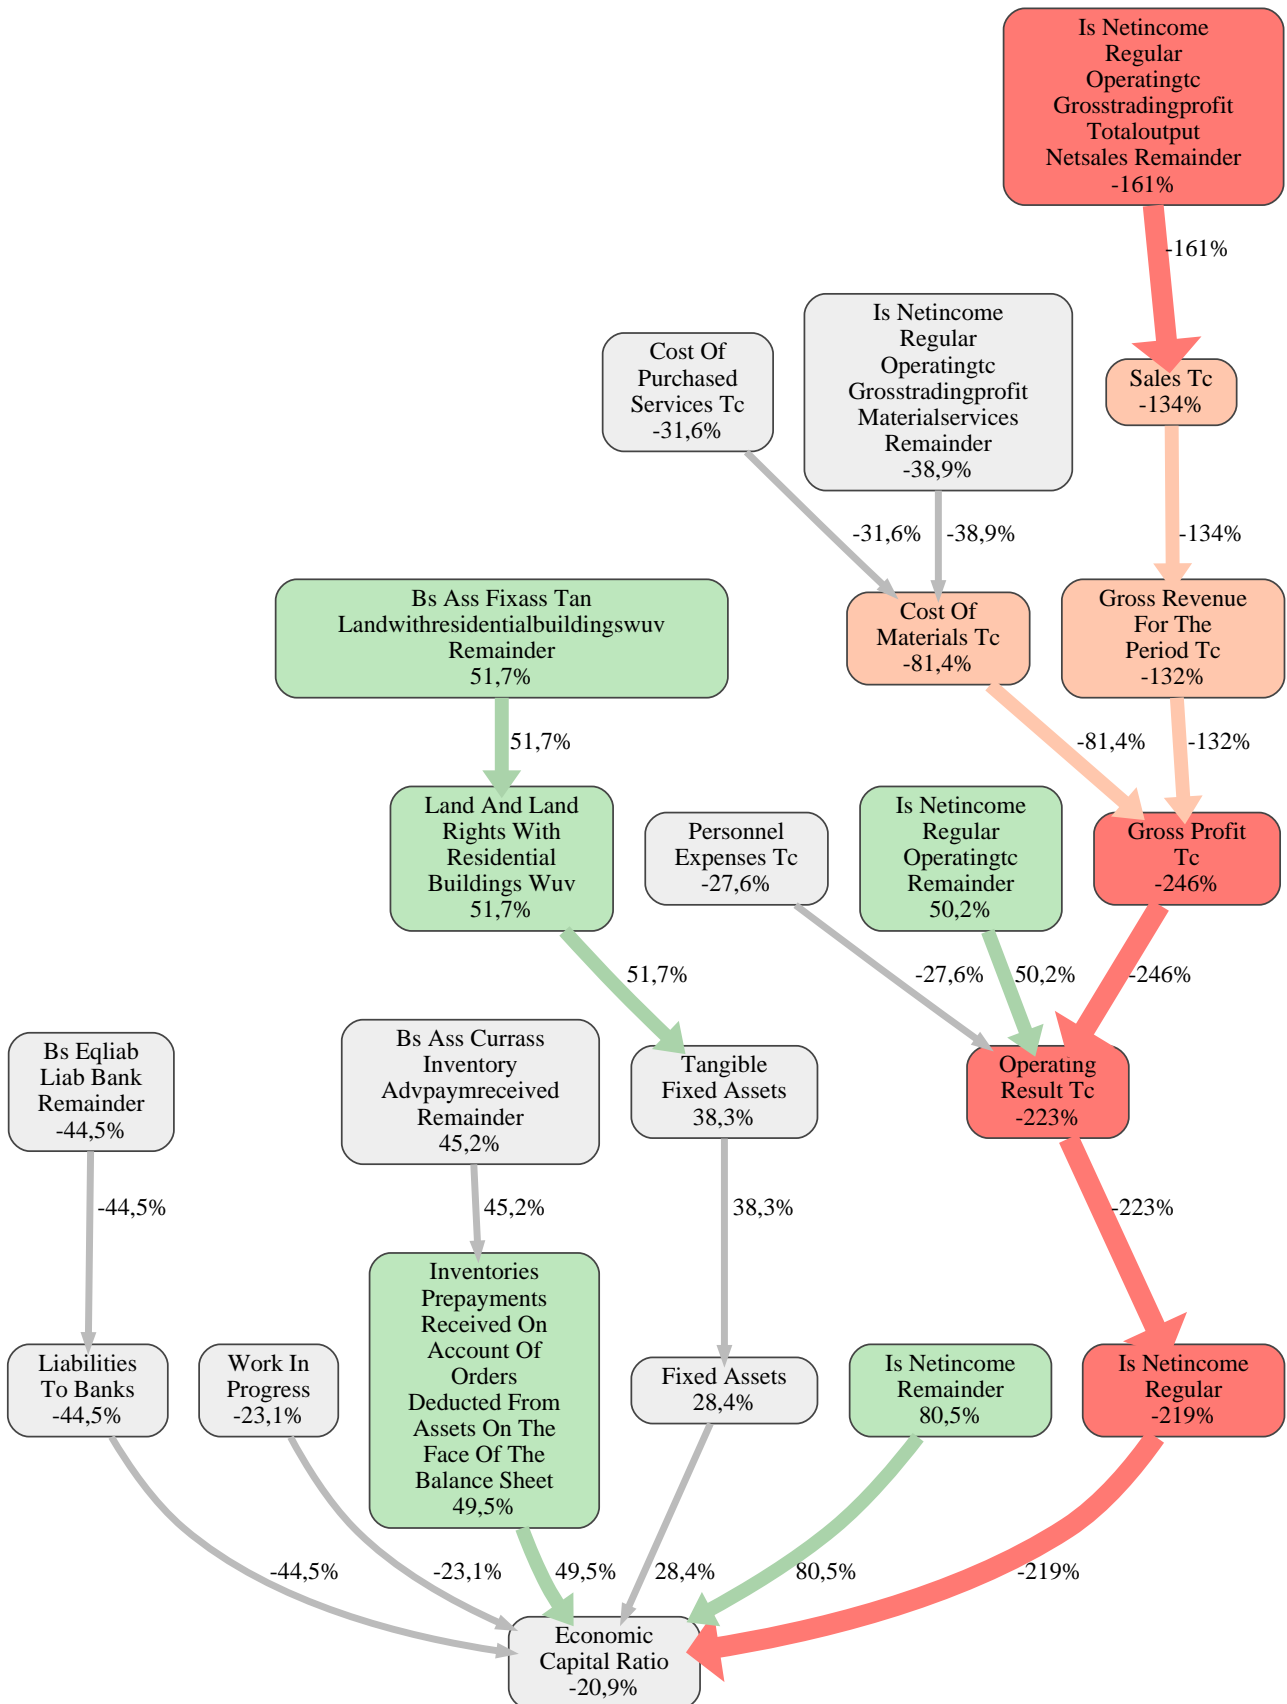 Is Netincome
Regular
Operatingtc
Grosstradingprofit
Totaloutput
Netsales Remainder
-161%
-161%
Cost Of
Purchased
Services Tc
-31,6%
Is Netincome
Regular
Operatingtc
Grosstradingprofit
Materialservices
Remainder
-38,9%
Sales Tc
-134%
-31,6%
-38,9%
-134%
Bs Ass Fixass Tan
Landwithresidentialbuildingswuv
Remainder
51,7%
Cost Of
Materials Tc
-81,4%
Gross Revenue
For The
Period Tc
-132%
51,7%
-81,4%
-132%
Land And Land
Rights With
Residential
Buildings Wuv
51,7%
Personnel
Expenses Tc
-27,6%
Is Netincome
Regular
Operatingtc
Remainder
50,2%
Gross Profit
Tc
-246%
51,7%
-27,6%
50,2%
-246%
Bs Eqliab
Liab Bank
Remainder
-44,5%
Bs Ass Currass
Inventory
Advpaymreceived
Remainder
45,2%
Tangible
Fixed Assets
38,3%
Operating
Result Tc
-223%
-44,5%
45,2%
38,3%
-223%
Liabilities
To Banks
-44,5%
Work In
Progress
-23,1%
Inventories
Prepayments
Received On
Account Of
Orders
Deducted From
Assets On The
Face Of The
Balance Sheet
49,5%
Fixed Assets
28,4%
Is Netincome
Remainder
80,5%
Is Netincome
Regular
-219%
-44,5%
-23,1%
49,5%
28,4%
80,5%
-219%
Economic
Capital Ratio
-20,9%